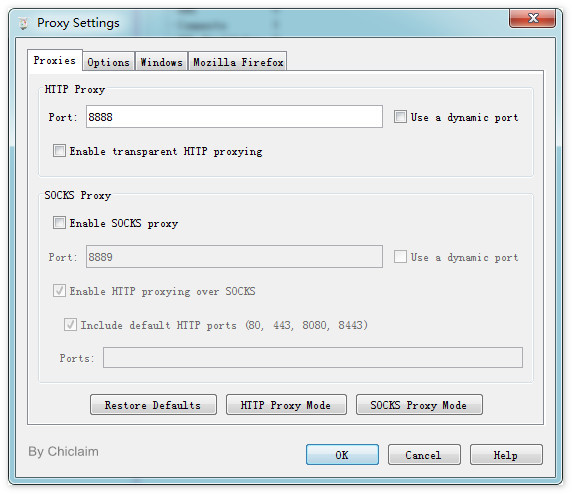 Proxy Settings
Proxies Options Windows Mozilla Firefox
HTTP Proxy
Port: 8888 Use a dynamic port
Enable transparent HTTP proxying
SOCKS Proxy
Enable SOCKS proxy
Port: 8889 Use a dynamic port
Enable HTTP proxying over SOCKS
Include default HTTP ports (80, 443, 8080, 8443)
Ports:
Restore Defaults HTTP Proxy Mode SOCKS Proxy Mode
By Chiclaim OK Cancel Help